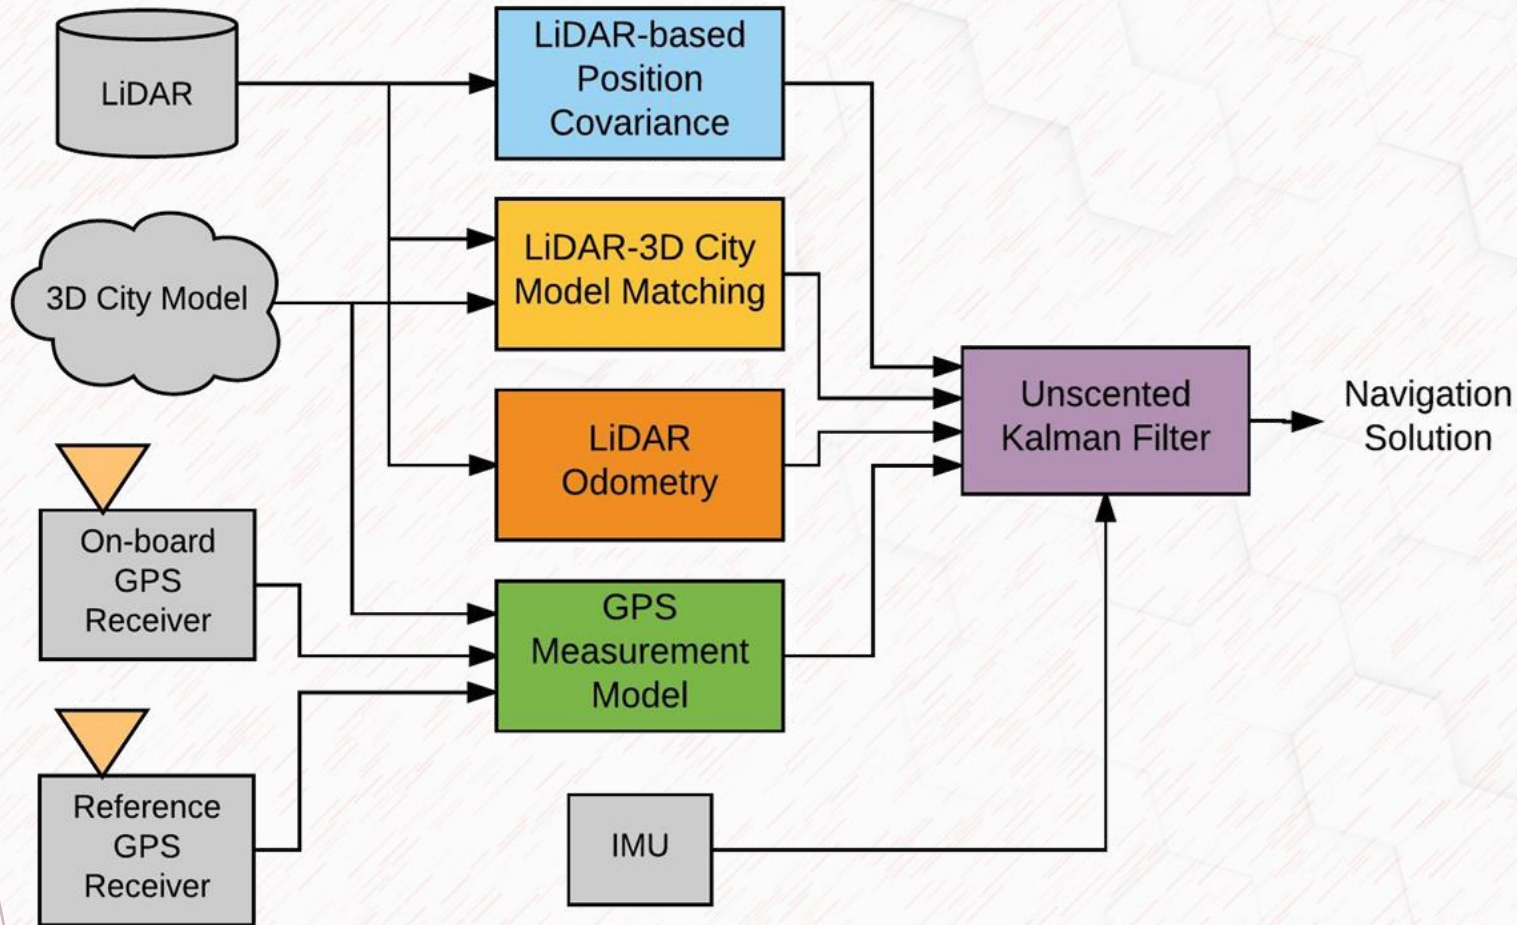 LiDAR
LiDAR-based
Position
Covariance
3D City Model
LiDAR-3D City
Model Matching
LiDAR
Odometry
Unscented
Kalman Filter
Navigation
Solution
On-board
GPS
Receiver
GPS
Measurement
Model
Reference
GPS
Receiver
IMU